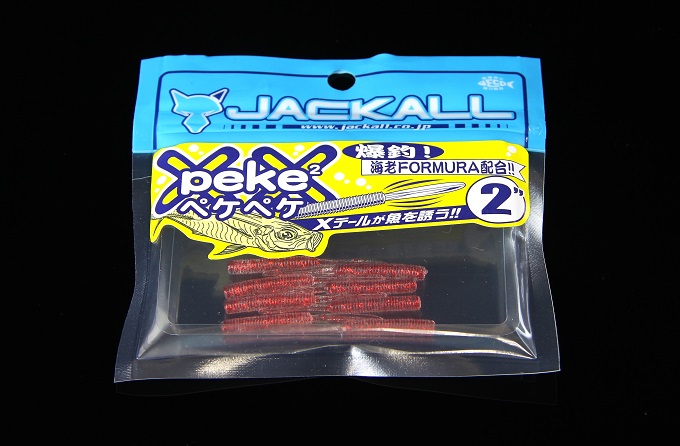 JACKALL
www.jackall.co.jp
ECO
爆釣!
海老FORMURA配合!!
peke²
ペケペケ
2"
Xテールが魚を誘う!!